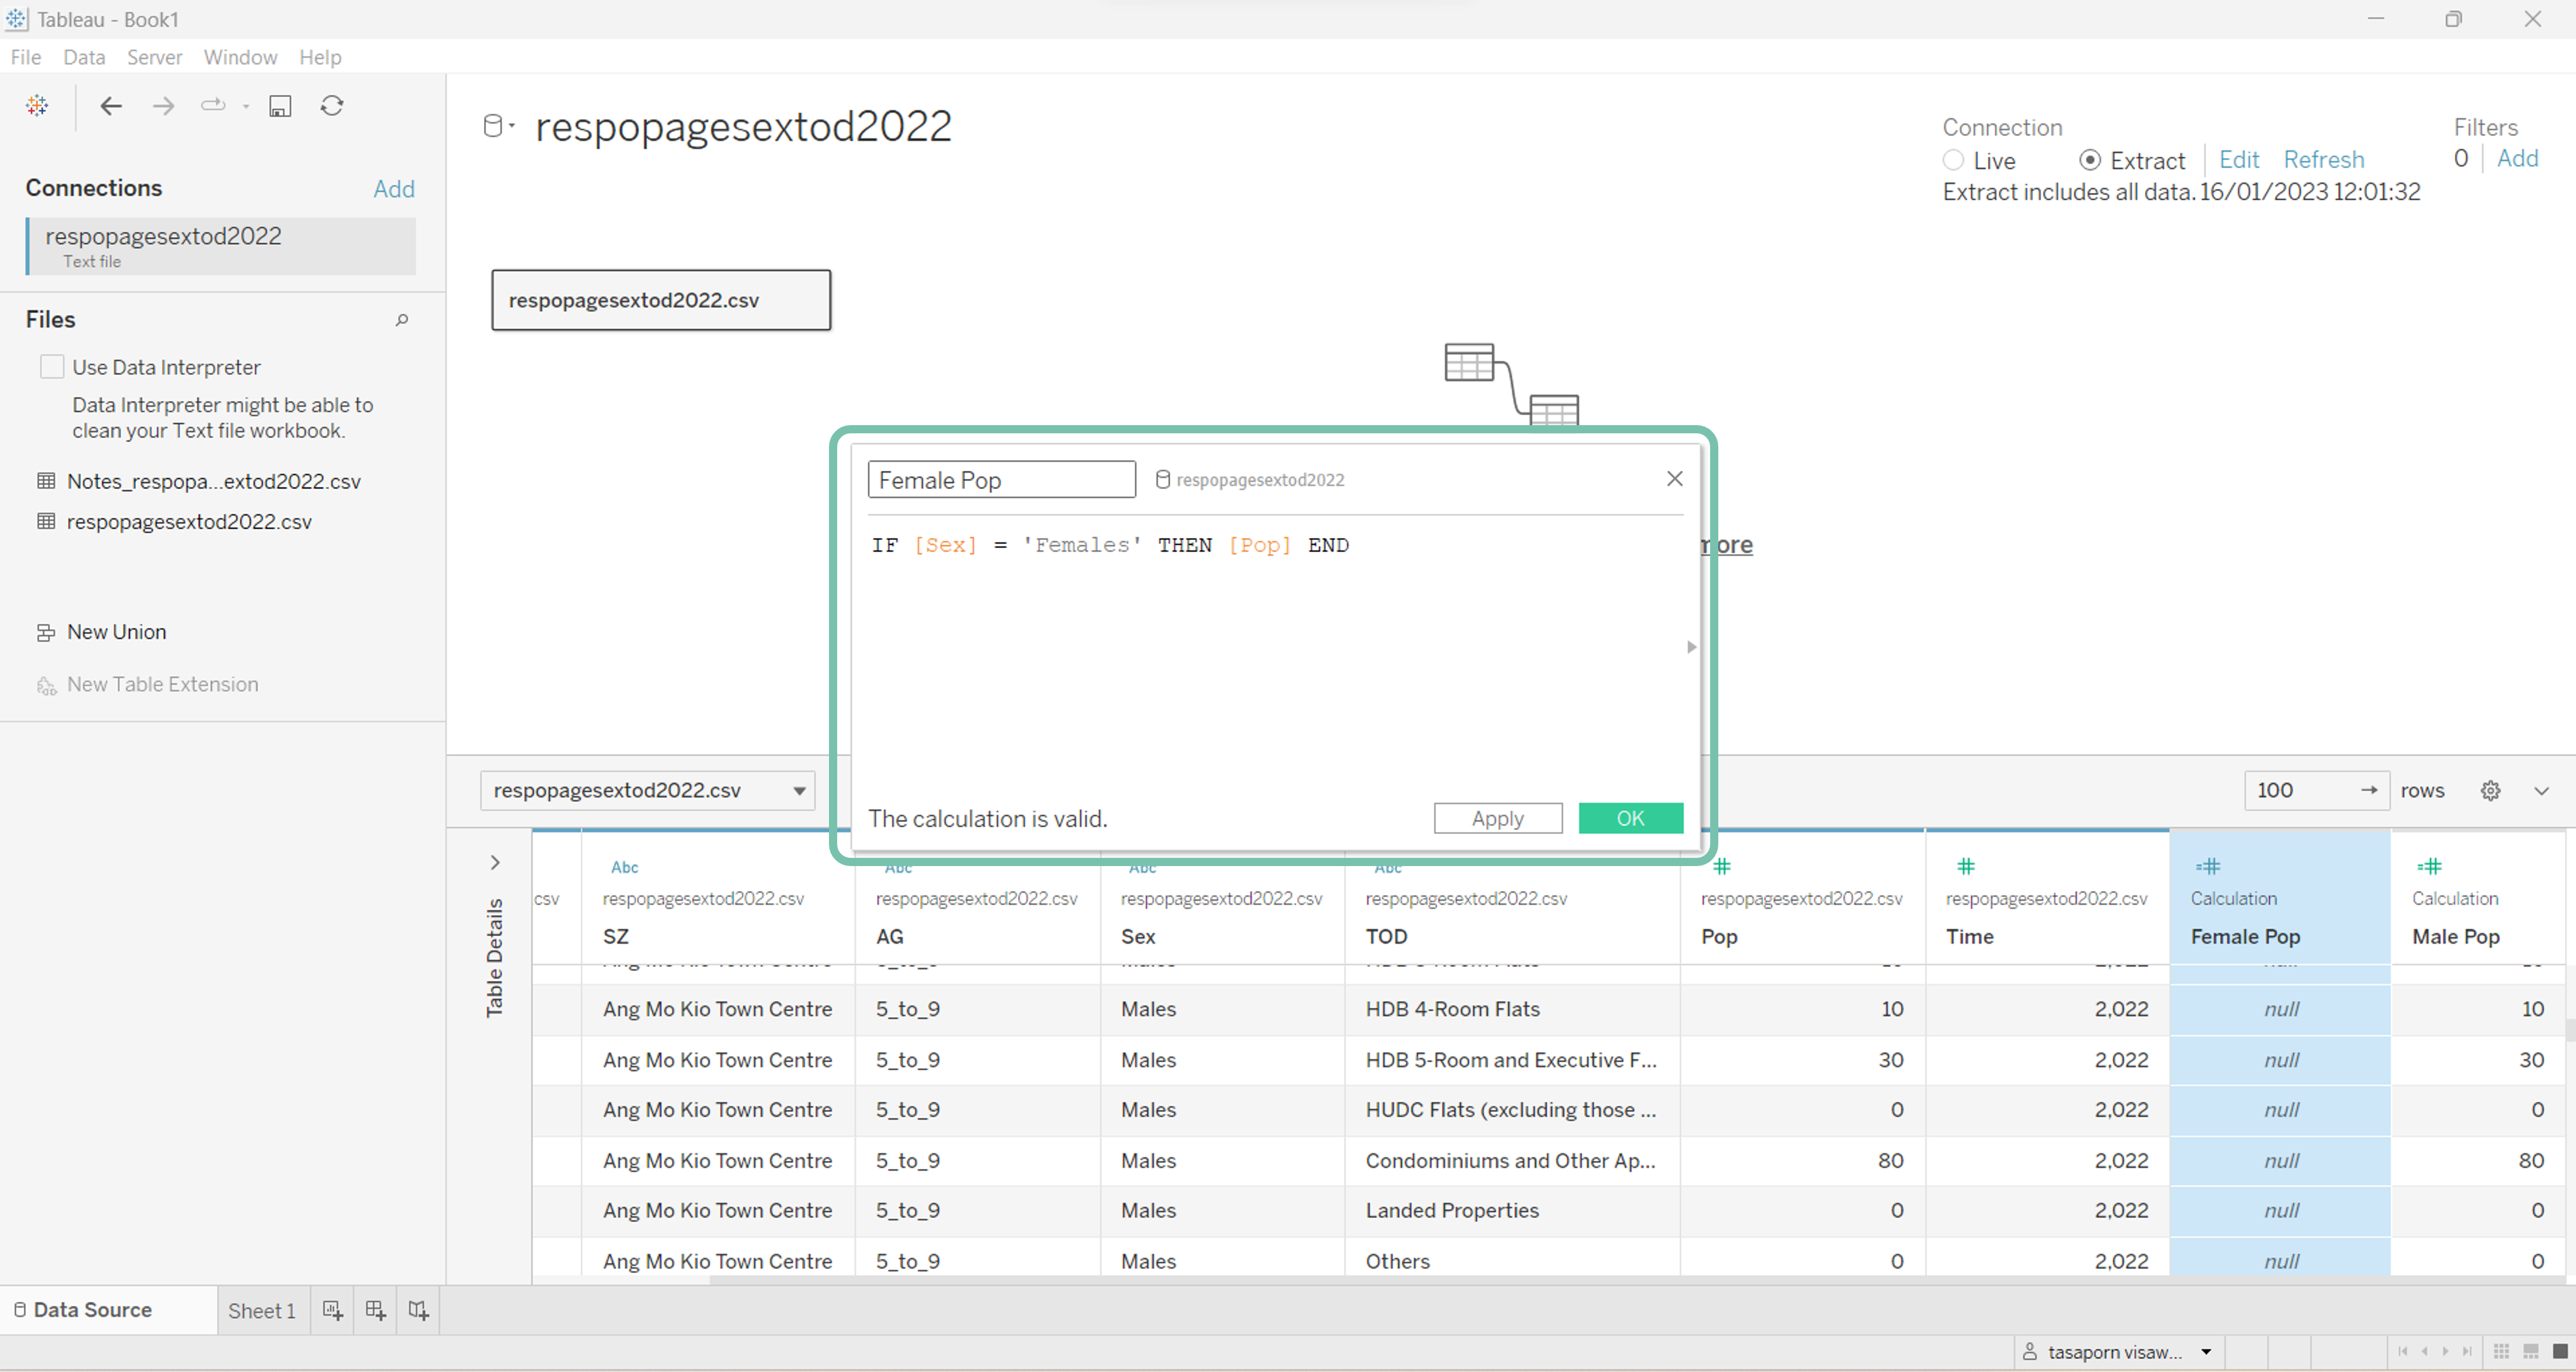 Tableau - Book1
File Data Server Window Help
respopagesextod2022
Connection
Live Extract Edit Refresh
Extract includes all data. 16/01/2023 12:01:32
Filters
0 Add
Connections Add
respopagesextod2022
Text file
respopagesextod2022.csv
Files
Use Data Interpreter
Data Interpreter might be able to
clean your Text file workbook.
Notes_respopa...extod2022.csv
respopagesextod2022.csv
New Union
New Table Extension
Female Pop respopagesextod2022
IF [Sex] = 'Females' THEN [Pop] END
more
The calculation is valid. Apply OK
respopagesextod2022.csv 100 rows
Table Details
Abc Abc Abc Abc
csv respopagesextod2022.csv respopagesextod2022.csv respopagesextod2022.csv respopagesextod2022.csv respopagesextod2022.csv respopagesextod2022.csv Calculation Calculation
SZ AG Sex TOD Pop Time Female Pop Male Pop
Ang Mo Kio Town Centre 5_to_9 Males HDB 4-Room Flats 10 2,022 null 10
Ang Mo Kio Town Centre 5_to_9 Males HDB 5-Room and Executive F... 30 2,022 null 30
Ang Mo Kio Town Centre 5_to_9 Males HUDC Flats (excluding those ... 0 2,022 null 0
Ang Mo Kio Town Centre 5_to_9 Males Condominiums and Other Ap... 80 2,022 null 80
Ang Mo Kio Town Centre 5_to_9 Males Landed Properties 0 2,022 null 0
Ang Mo Kio Town Centre 5_to_9 Males Others 0 2,022 null 0
Data Source Sheet 1
tasaporn visaw...